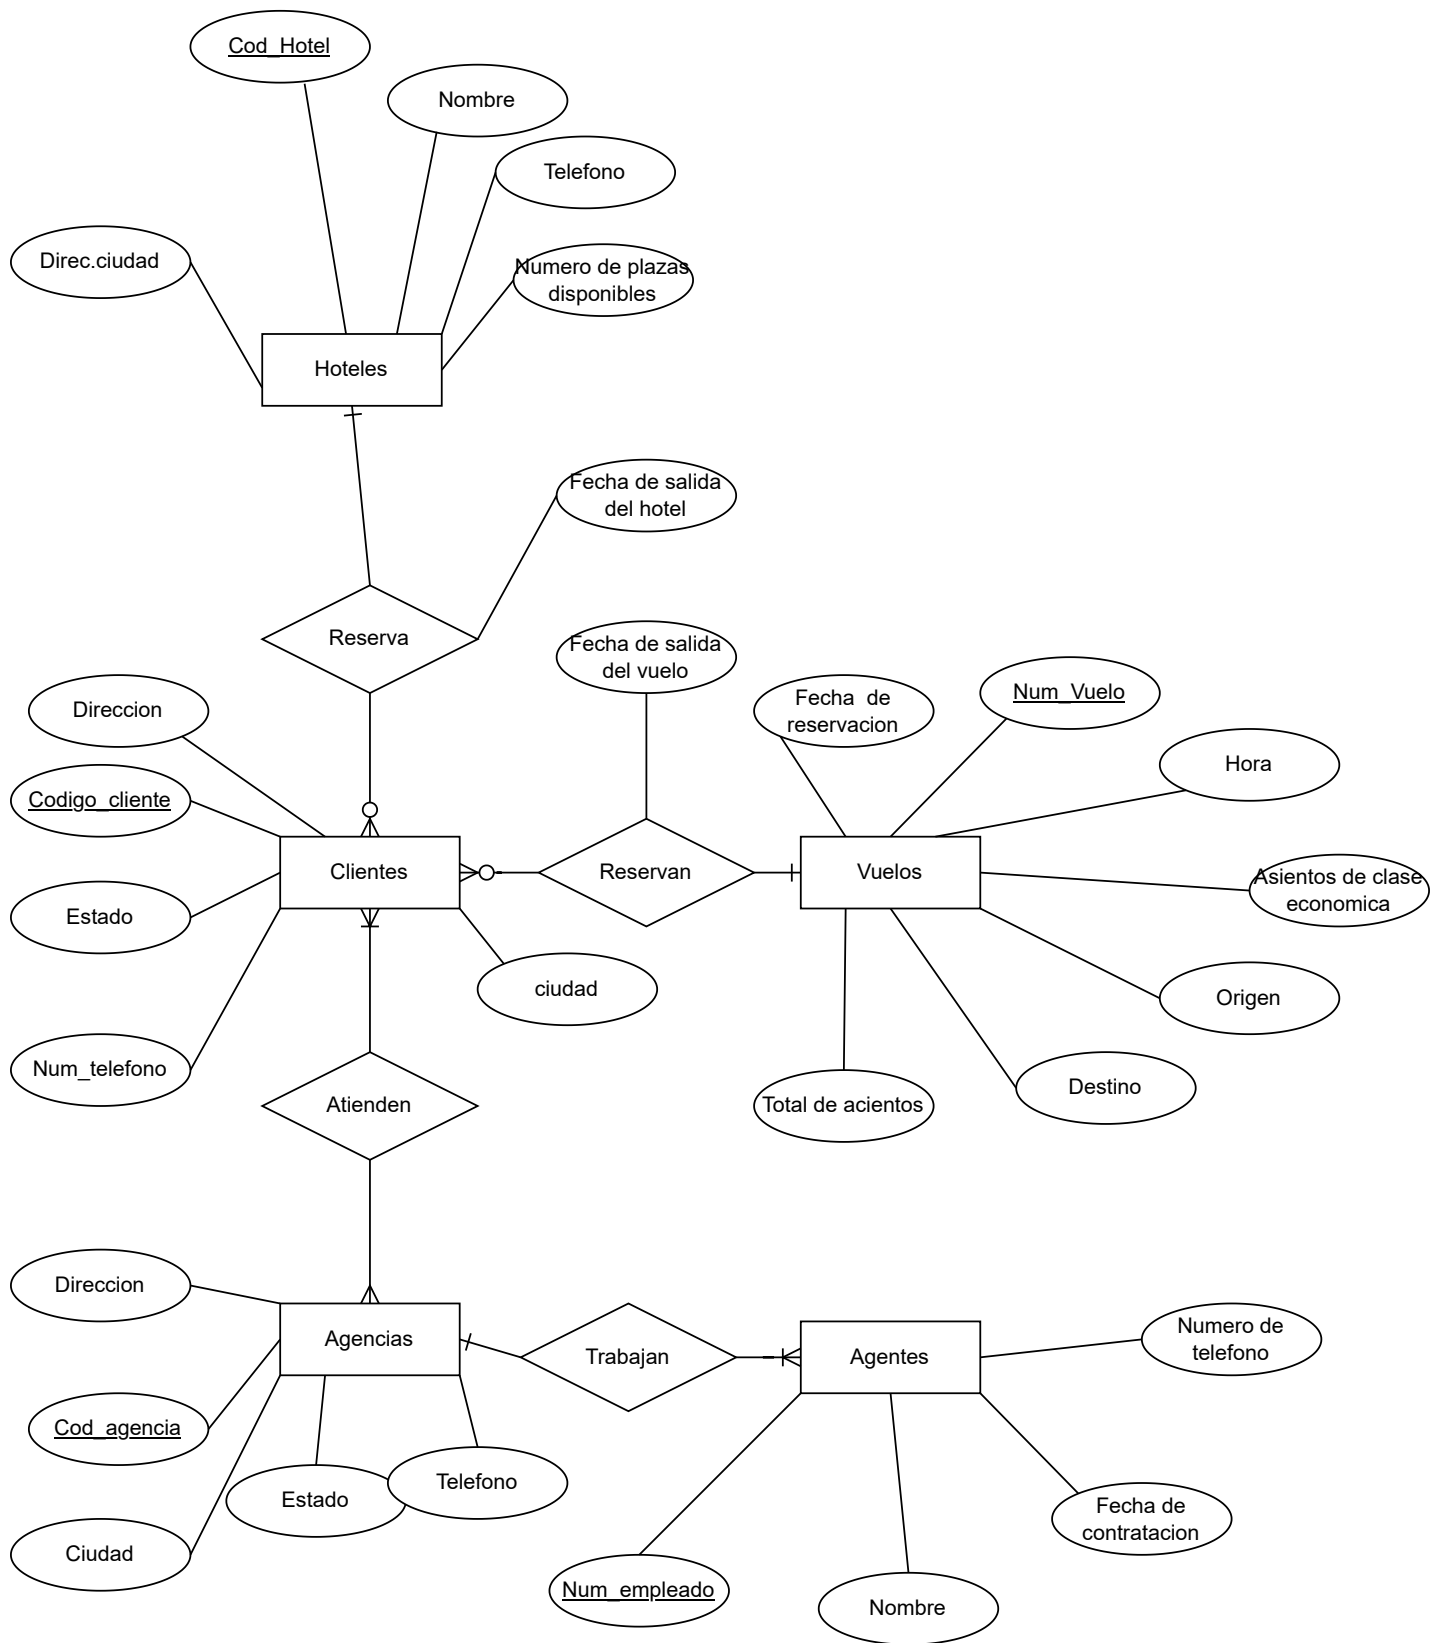 Cod_Hotel
Nombre
Telefono
Direc.ciudad
Numero de plazas
disponibles
Hoteles
Fecha de salida
del hotel
Reserva
Fecha de salida
del vuelo
Direccion
Fecha  de
reservacion
Num_Vuelo
Hora
Codigo_cliente
Clientes
Reservan
Vuelos
Asientos de clase
economica
Estado
ciudad
Origen
Num_telefono
Atienden
Total de acientos
Destino
Direccion
Agencias
Trabajan
Agentes
Numero de
telefono
Cod_agencia
Estado
Telefono
Fecha de
contratacion
Ciudad
Num_empleado
Nombre